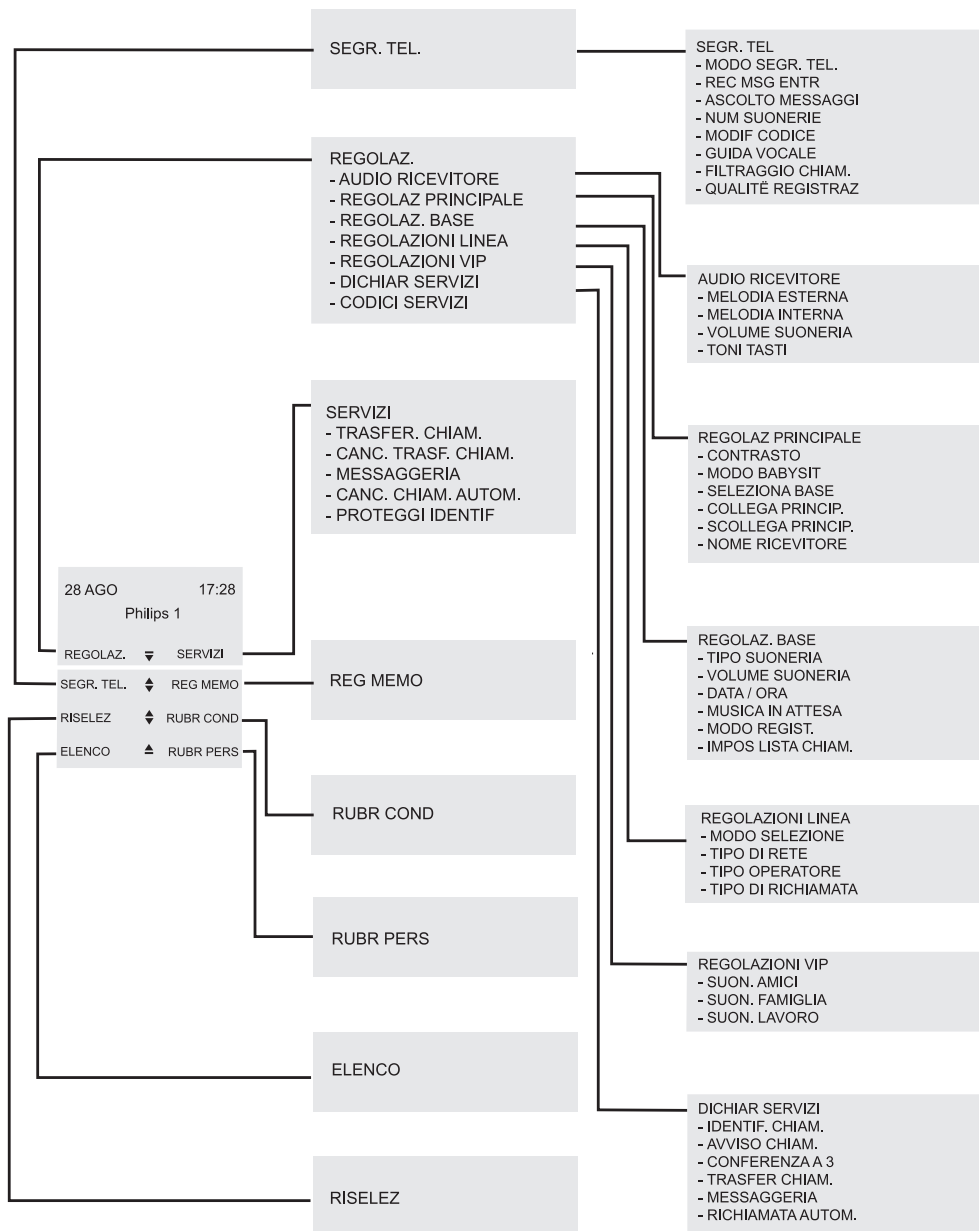 SEGR. TEL.
REGOLAZ.
- AUDIO RICEVITORE
- REGOLAZ PRINCIPALE
- REGOLAZ. BASE
- REGOLAZIONI LINEA
- REGOLAZIONI VIP
- DICHIAR SERVIZI
- CODICI SERVIZI
SERVIZI
- TRASFER. CHIAM.
- CANC. TRASF. CHIAM.
- MESSAGGERIA
- CANC. CHIAM. AUTOM.
- PROTEGGI IDENTIF
28 AGO 17:28
Philips 1
REGOLAZ. SERVIZI
SEGR. TEL. REG MEMO
RISELEZ RUBR COND
ELENCO RUBR PERS
REG MEMO
RUBR COND
RUBR PERS
ELENCO
RISELEZ
SEGR. TEL
- MODO SEGR. TEL.
- REC MSG ENTR
- ASCOLTO MESSAGGI
- NUM SUONERIE
- MODIF CODICE
- GUIDA VOCALE
- FILTRAGGIO CHIAM.
- QUALITË REGISTRAZ
AUDIO RICEVITORE
- MELODIA ESTERNA
- MELODIA INTERNA
- VOLUME SUONERIA
- TONI TASTI
REGOLAZ PRINCIPALE
- CONTRASTO
- MODO BABYSIT
- SELEZIONA BASE
- COLLEGA PRINCIP.
- SCOLLEGA PRINCIP.
- NOME RICEVITORE
REGOLAZ. BASE
- TIPO SUONERIA
- VOLUME SUONERIA
- DATA / ORA
- MUSICA IN ATTESA
- MODO REGIST.
- IMPOS LISTA CHIAM.
REGOLAZIONI LINEA
- MODO SELEZIONE
- TIPO DI RETE
- TIPO OPERATORE
- TIPO DI RICHIAMATA
REGOLAZIONI VIP
- SUON. AMICI
- SUON. FAMIGLIA
- SUON. LAVORO
DICHIAR SERVIZI
- IDENTIF. CHIAM.
- AVVISO CHIAM.
- CONFERENZA A 3
- TRASFER CHIAM.
- MESSAGGERIA
- RICHIAMATA AUTOM.